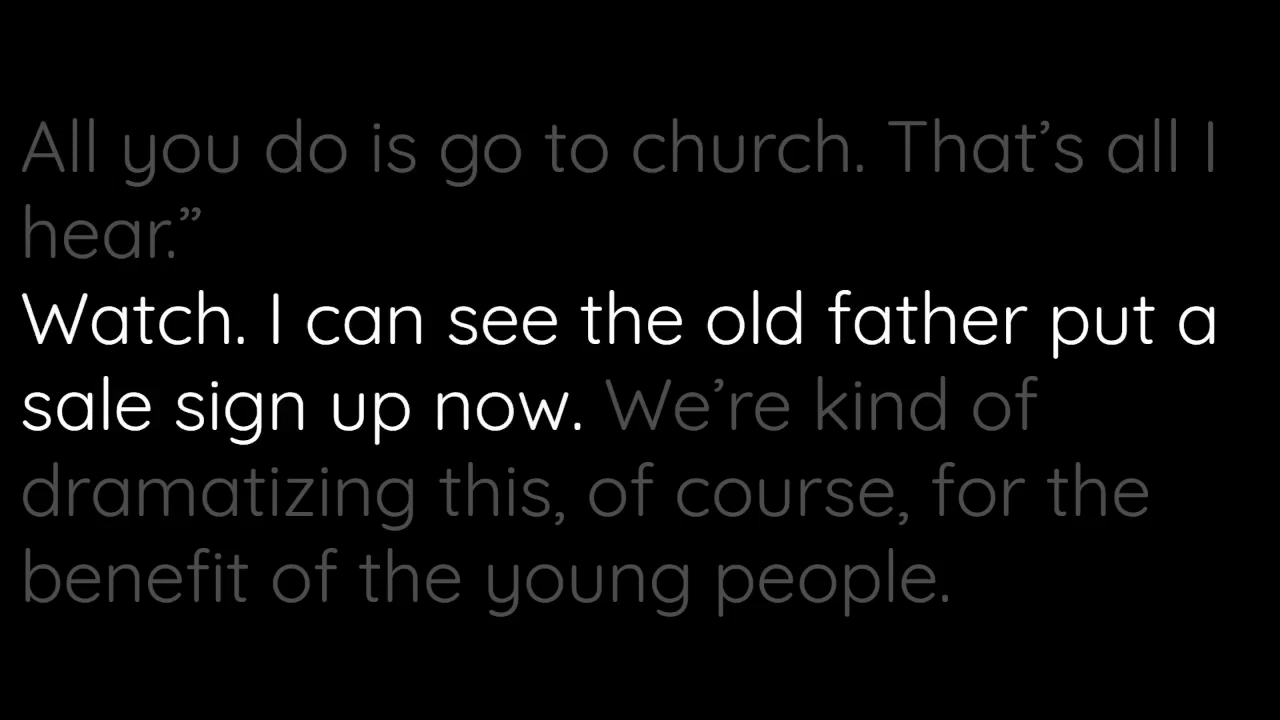 All you do is go to church. That’s all I
hear.”
Watch. I can see the old father put a
sale sign up now. We’re kind of
dramatizing this, of course, for the
benefit of the young people.